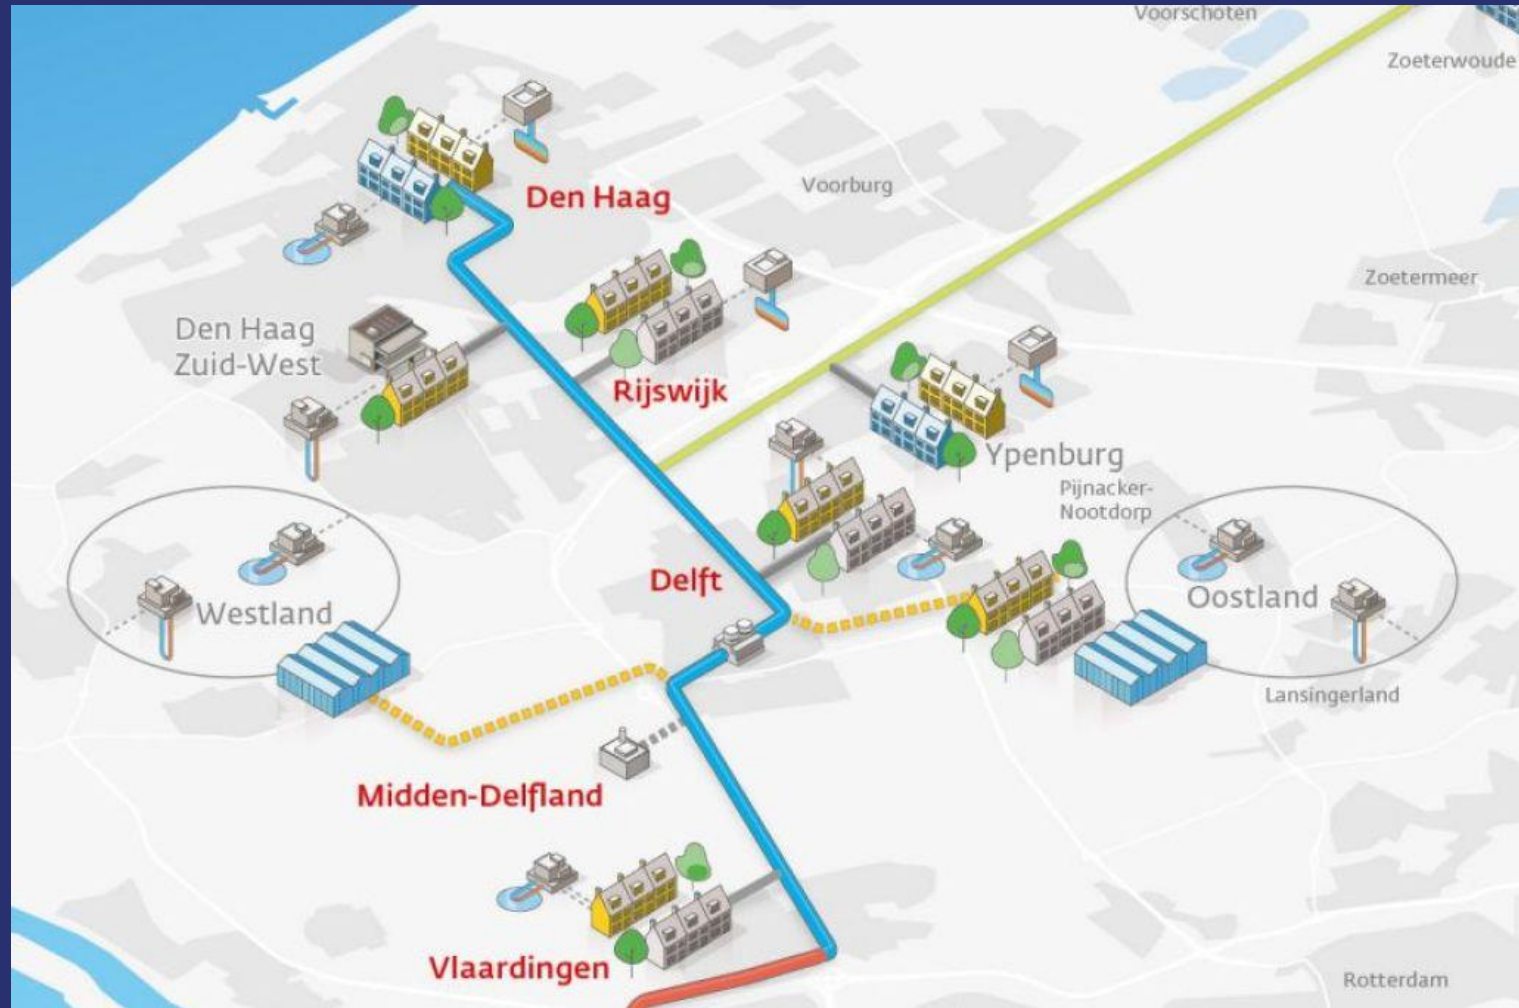 Voorschoten
Zoeterwoude
Den Haag
Voorburg
Zoetermeer
Den Haag
Zuid-West
Rijswijk
Ypenburg
Pijnacker-
Nootdorp
Delft
Westland
Oostland
Lansingerland
Midden-Delfland
Vlaardingen
Rotterdam